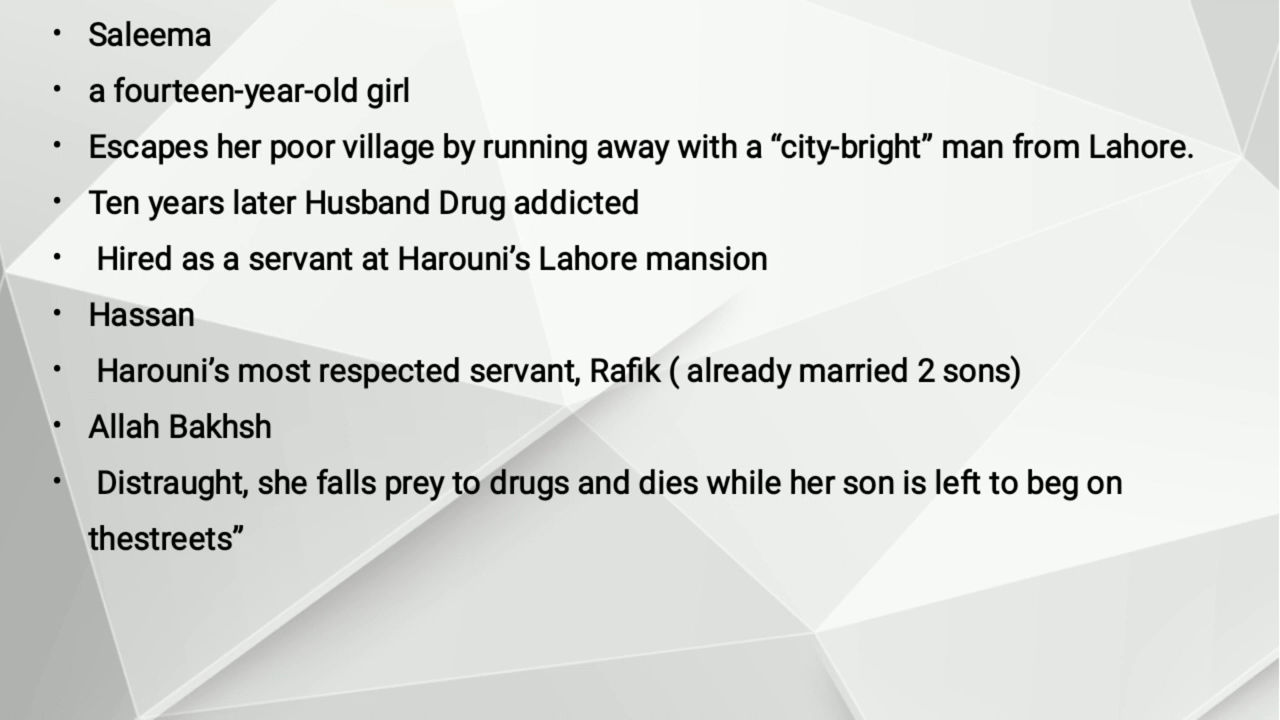 • Saleema
• a fourteen-year-old girl
• Escapes her poor village by running away with a “city-bright” man from Lahore.
• Ten years later Husband Drug addicted
• Hired as a servant at Harouni’s Lahore mansion
• Hassan
• Harouni’s most respected servant, Rafik ( already married 2 sons)
• Allah Bakhsh
• Distraught, she falls prey to drugs and dies while her son is left to beg on
thestreets”